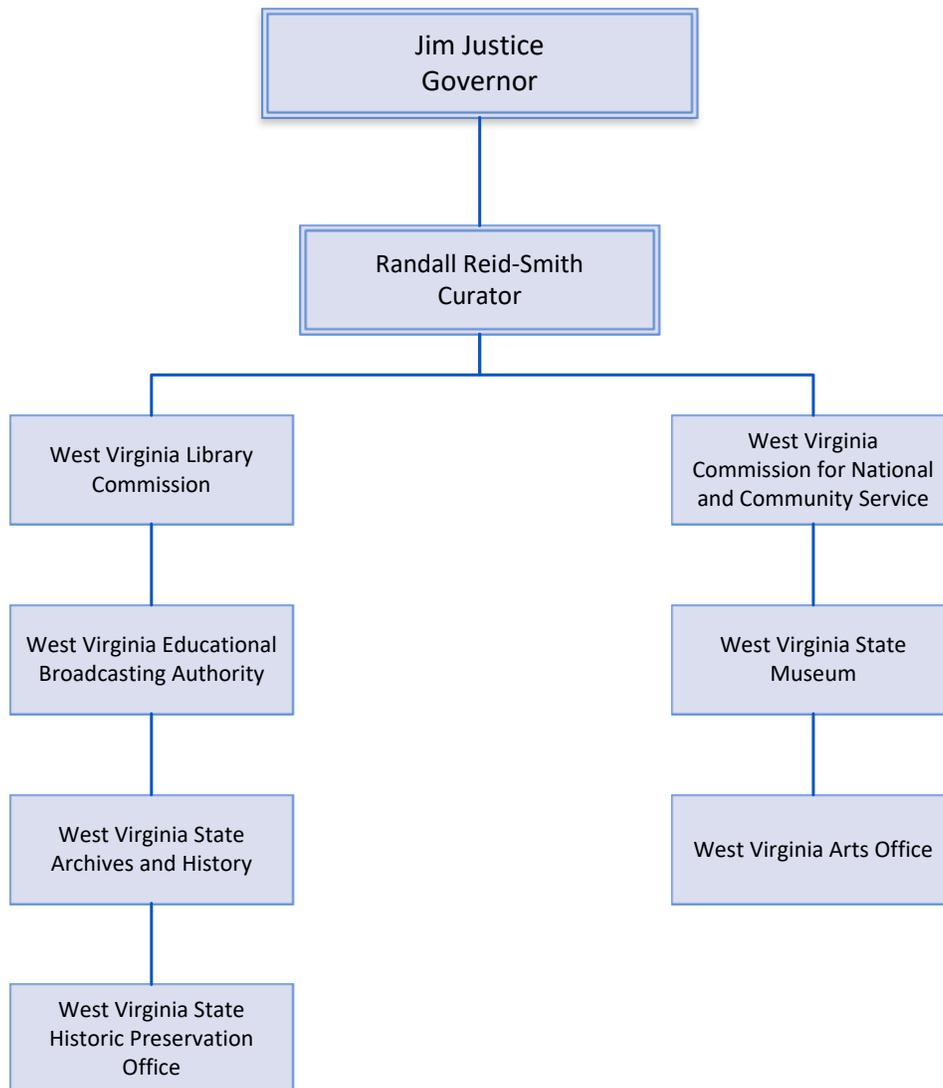 Jim Justice
Governor
Randall Reid-Smith
Curator
West Virginia Library
Commission
West Virginia
Commission for National
and Community Service
West Virginia Educational
Broadcasting Authority
West Virginia State
Museum
West Virginia State
Archives and History
West Virginia Arts Office
West Virginia State
Historic Preservation
Office